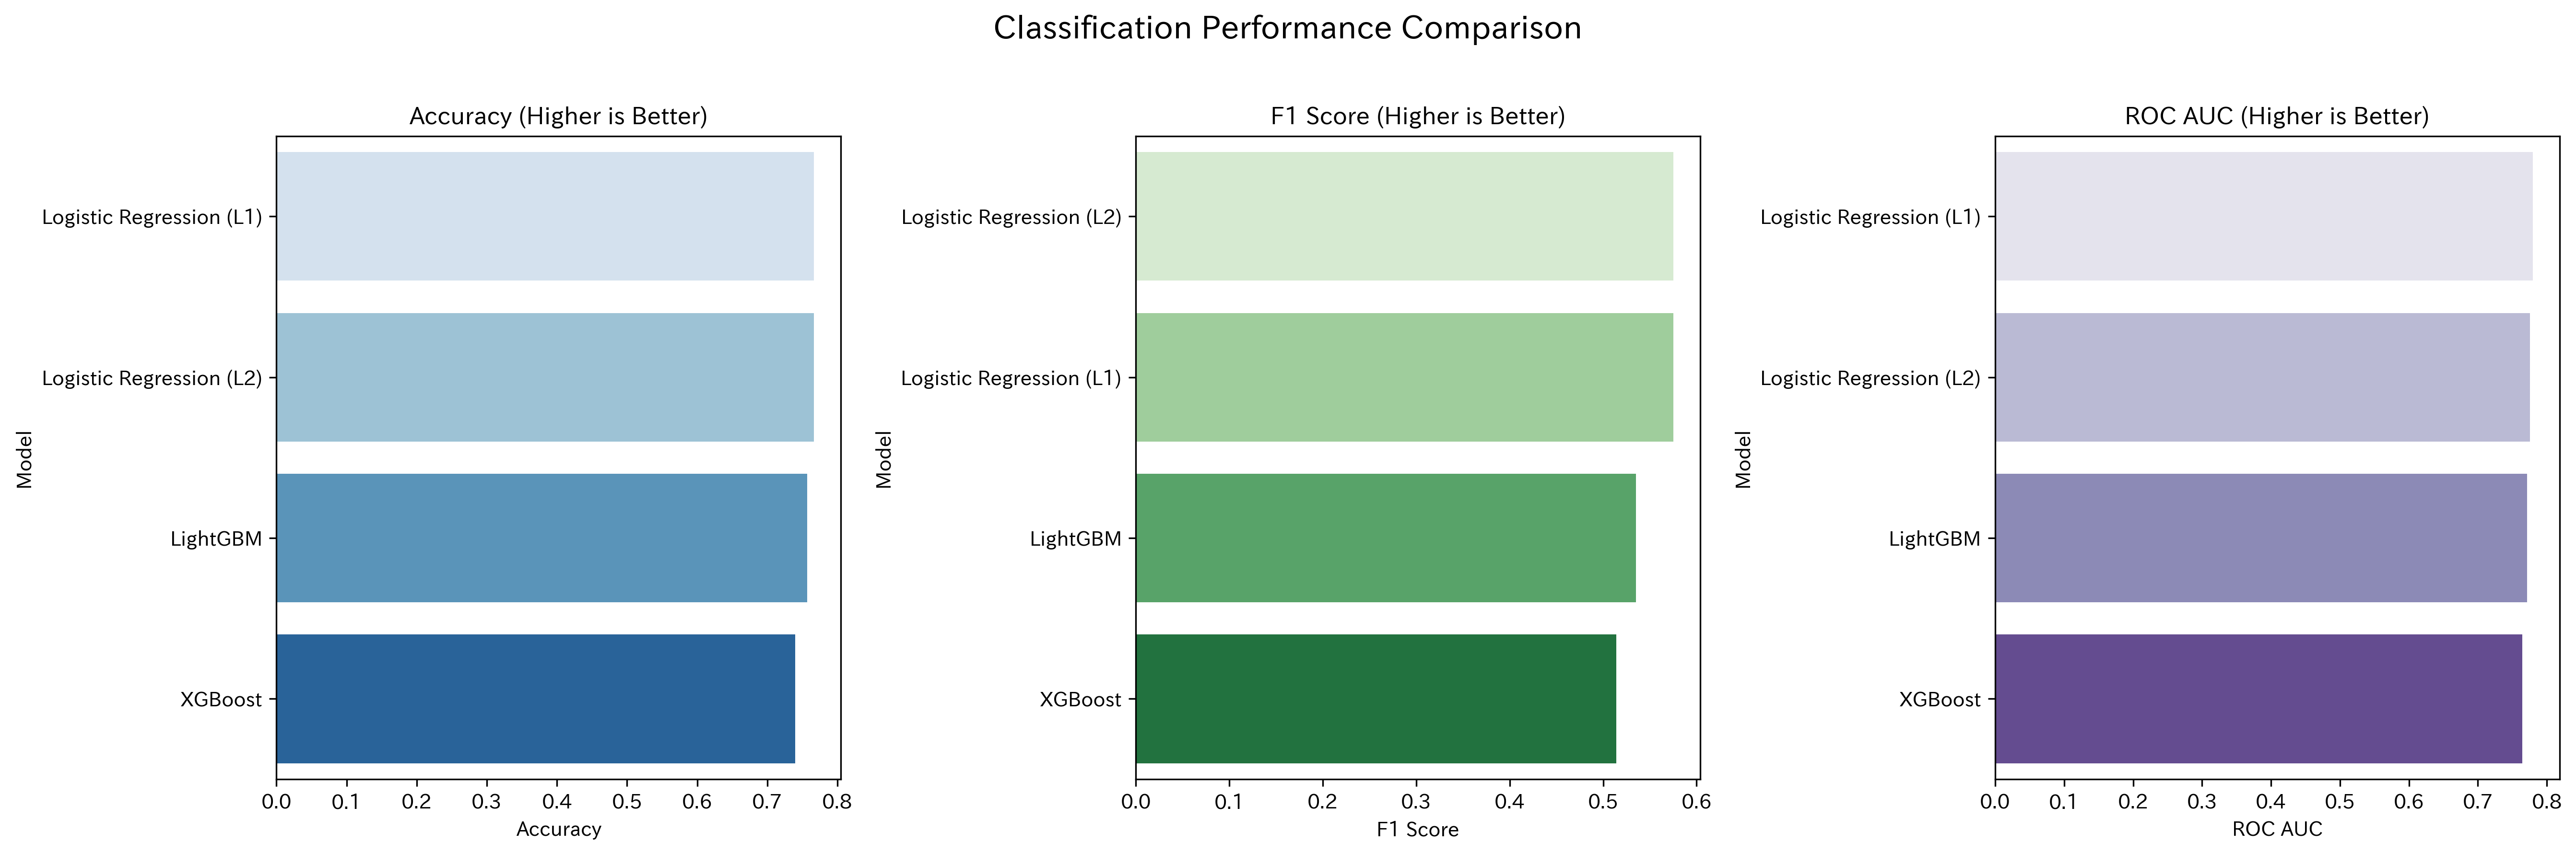 Classification Performance Comparison
Accuracy (Higher is Better)
Model
Logistic Regression (L1)
Logistic Regression (L2)
LightGBM
XGBoost
0.0 0.1 0.2 0.3 0.4 0.5 0.6 0.7 0.8
Accuracy
F1 Score (Higher is Better)
Model
Logistic Regression (L2)
Logistic Regression (L1)
LightGBM
XGBoost
0.0 0.1 0.2 0.3 0.4 0.5 0.6
F1 Score
ROC AUC (Higher is Better)
Model
Logistic Regression (L1)
Logistic Regression (L2)
LightGBM
XGBoost
0.0 0.1 0.2 0.3 0.4 0.5 0.6 0.7 0.8
ROC AUC